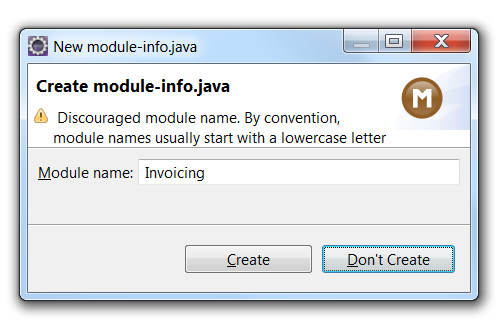 New module-info.java
Create module-info.java
Discouraged module name. By convention,
module names usually start with a lowercase letter
M
Module name: Invoicing
Create Don't Create